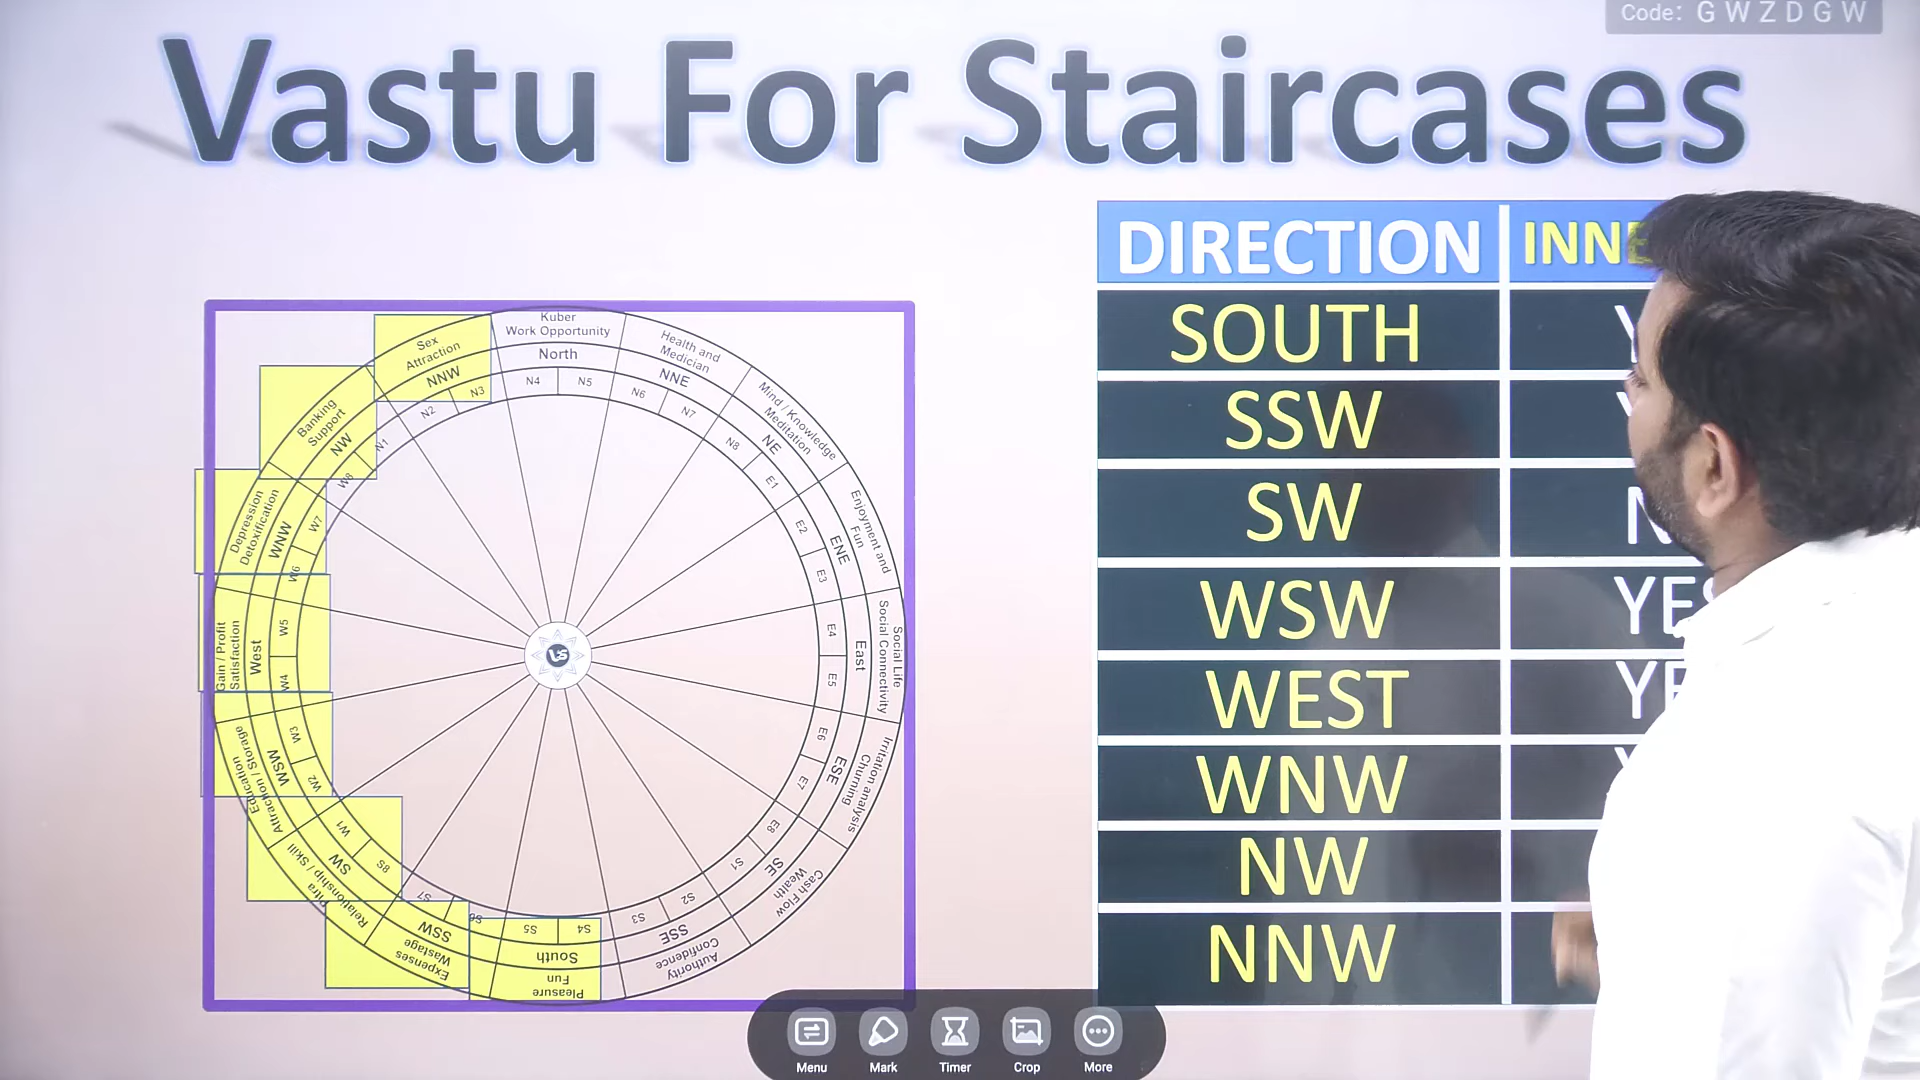 Code: GWZDGW
Vastu For Staircases
DIRECTION
SOUTH
SSW
SW
WSW
YES
WEST
WNW
NW
NNW
Kuber
Work Opportunity
North
N4
N5
Health and
Medician
NNE
N6
N7
Mind / Knowledge
Meditation
NE
N8
E1
Enjoyment and
Fun
ENE
E2
E3
Social Life
Social Connectivity
East
E4
E5
Irritation analysis
Churning
ESE
E6
E7
Cash Flow
Wealth
SE
E8
S1
Authority
Confidence
SSE
S2
S3
Pleasure
Fun
South
S4
S5
Expenses
Wastage
SSW
S6
S7
Pitra
Relationship / Skill
SW
S8
W1
Education
Attraction / Storage
WSW
W2
W3
Gain / Profit
Satisfaction
West
W4
W5
Depression
Detoxification
WNW
W6
W7
Banking
Support
NW
W8
N1
Sex
Attraction
NNW
N2
N3
VS
Menu
Mark
Timer
Crop
More